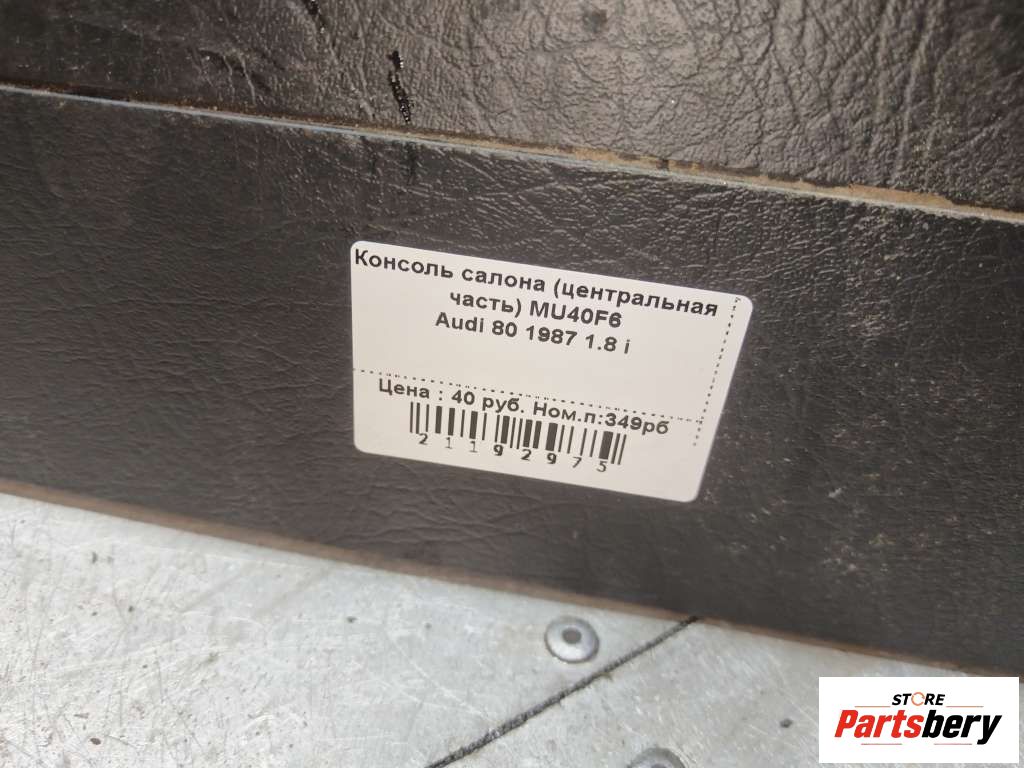 Консоль салона (центральная
часть) MU40F6
Audi 80 1987 1.8 i
Цена : 40 руб. Ном.п:349рб
21192975
STORE
Partsbery